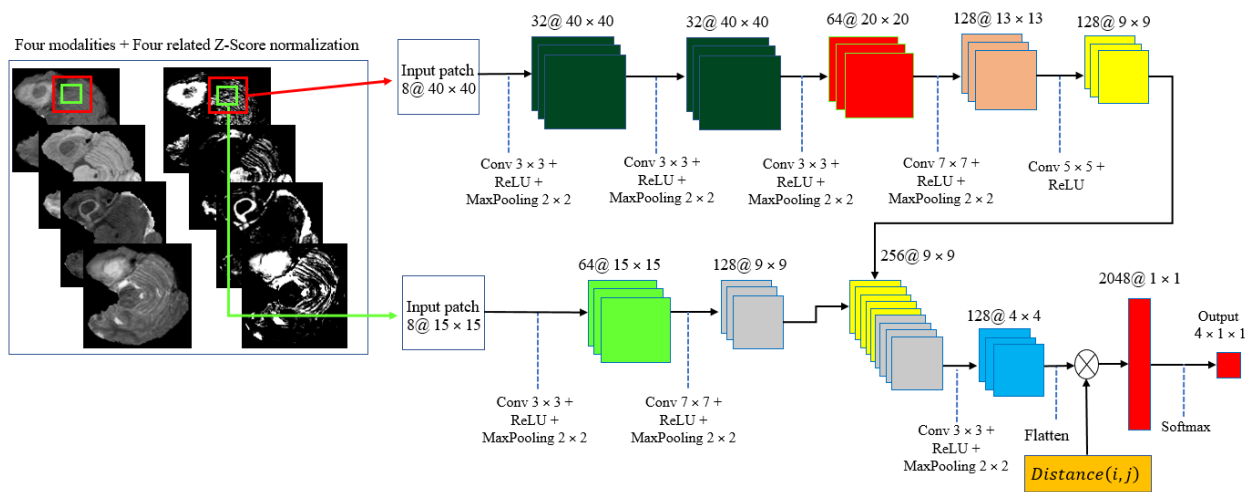 Four modalities + Four related Z-Score normalization
Input patch
8@ 40 × 40
32@ 40 × 40
32@ 40 × 40
64@ 20 × 20
128@ 13 × 13
128@ 9 × 9
Conv 3 × 3 +
ReLU +
MaxPooling 2 × 2
Conv 3 × 3 +
ReLU +
MaxPooling 2 × 2
Conv 3 × 3 +
ReLU +
MaxPooling 2 × 2
Conv 7 × 7 +
ReLU +
MaxPooling 2 × 2
Conv 5 × 5 +
ReLU
Input patch
8@ 15 × 15
64@ 15 × 15
128@ 9 × 9
256@ 9 × 9
128@ 4 × 4
2048@ 1 × 1
Output
4 × 1 × 1
Conv 3 × 3 +
ReLU +
MaxPooling 2 × 2
Conv 7 × 7 +
ReLU +
MaxPooling 2 × 2
Conv 3 × 3 +
ReLU +
MaxPooling 2 × 2
Flatten
Softmax
Distance(i, j)